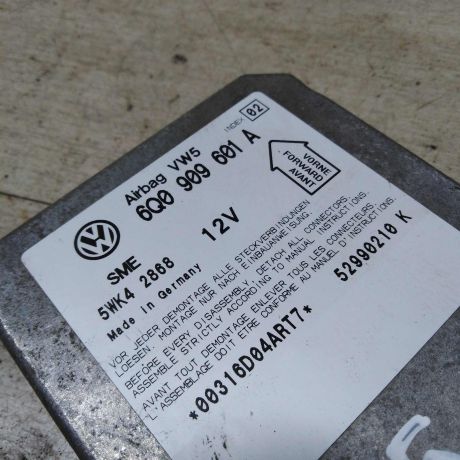 INDEX 02
Airbag VW5
6Q0 909 601 A
VORNE
FORWARD
AVANT
SME
12V
5WK4 2868
Made in Germany
VOR JEDER DEMONTAGE ALLE STECKVERBINDUNGEN
LOESEN. MONTAGE NUR NACH EINBAUANWEISUNG.
BEFORE EVERY DISASSEMBLY, DETACH ALL CONNECTORS.
ASSEMBLE STRICTLY ACCORDING TO MANUAL INSTRUCTIONS.
AVANT TOUT DEMONTAGE ENLEVER TOUS LES CONNECTEURS.
L'ASSEMBLAGE DOIT ETRE CONFORME AU MANUEL D'INSTRUCTIONS.
52990210 K
*00316D04ART7*